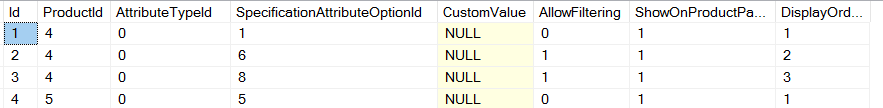 Id ProductId AttributeTypeId SpecificationAttributeOptionId CustomValue AllowFiltering ShowOnProductPa... DisplayOrd...
1 4 0 1 NULL 0 1 1
2 4 0 6 NULL 1 1 2
3 4 0 8 NULL 1 1 3
4 5 0 5 NULL 0 1 1